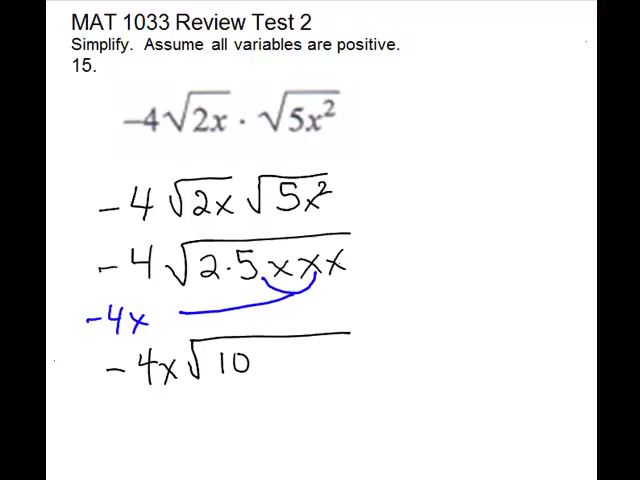 MAT 1033 Review Test 2
Simplify. Assume all variables are positive.
15.
−4√2x · √5x²
-4 √2x √5x²
-4 √2·5xxx
-4x
-4x√10